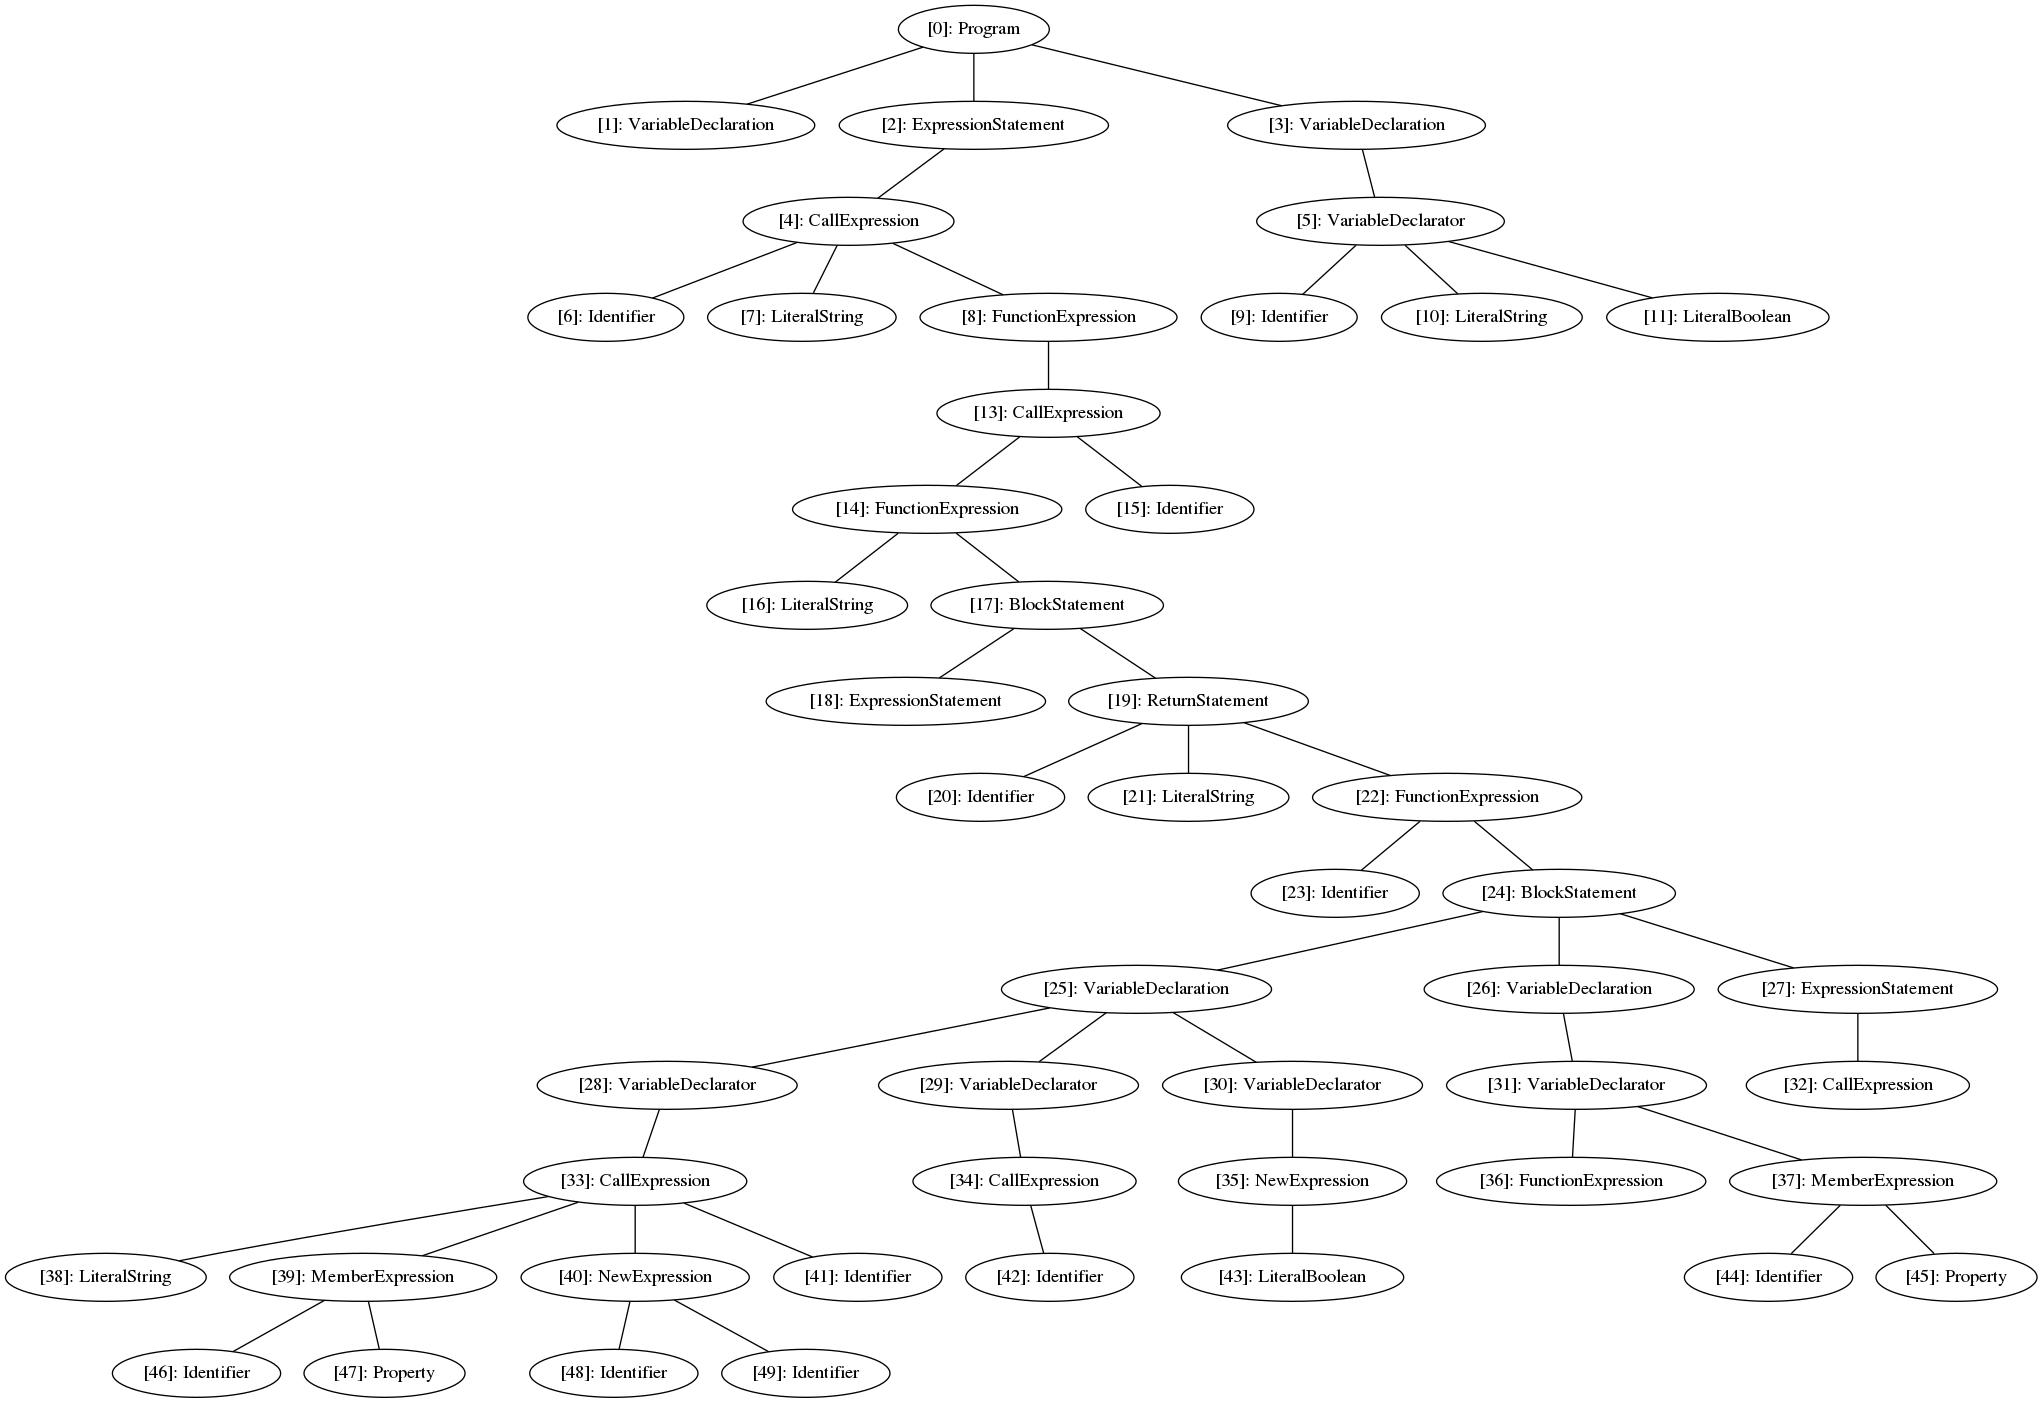 [0]: Program
[1]: VariableDeclaration
[2]: ExpressionStatement
[3]: VariableDeclaration
[4]: CallExpression
[5]: VariableDeclarator
[6]: Identifier
[7]: LiteralString
[8]: FunctionExpression
[9]: Identifier
[10]: LiteralString
[11]: LiteralBoolean
[13]: CallExpression
[14]: FunctionExpression
[15]: Identifier
[16]: LiteralString
[17]: BlockStatement
[18]: ExpressionStatement
[19]: ReturnStatement
[20]: Identifier
[21]: LiteralString
[22]: FunctionExpression
[23]: Identifier
[24]: BlockStatement
[25]: VariableDeclaration
[26]: VariableDeclaration
[27]: ExpressionStatement
[28]: VariableDeclarator
[29]: VariableDeclarator
[30]: VariableDeclarator
[31]: VariableDeclarator
[32]: CallExpression
[33]: CallExpression
[34]: CallExpression
[35]: NewExpression
[36]: FunctionExpression
[37]: MemberExpression
[38]: LiteralString
[39]: MemberExpression
[40]: NewExpression
[41]: Identifier
[42]: Identifier
[43]: LiteralBoolean
[44]: Identifier
[45]: Property
[46]: Identifier
[47]: Property
[48]: Identifier
[49]: Identifier